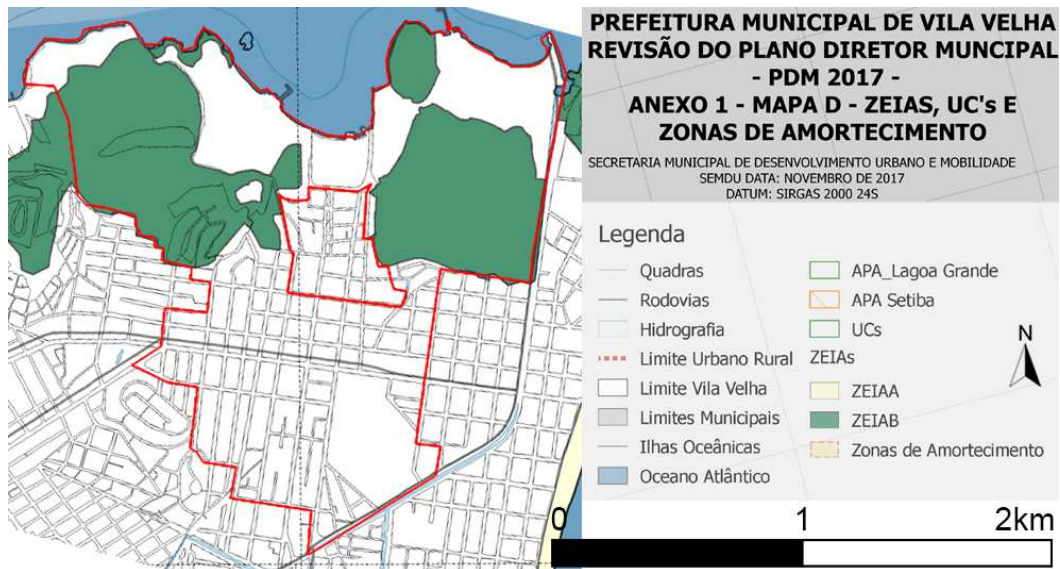 PREFEITURA MUNICIPAL DE VILA VELHA
REVISÃO DO PLANO DIRETOR MUNCIPAL
- PDM 2017 -
ANEXO 1 - MAPA D - ZEIAS, UC's E
ZONAS DE AMORTECIMENTO
SECRETARIA MUNICIPAL DE DESENVOLVIMENTO URBANO E MOBILIDADE
SEMDU DATA: NOVEMBRO DE 2017
DATUM: SIRGAS 2000 24S
Legenda
Quadras
Rodovias
Hidrografia
Limite Urbano Rural
Limite Vila Velha
Limites Municipais
Ilhas Oceânicas
Oceano Atlântico
APA_Lagoa Grande
APA Setiba
UCs
ZEIAs
ZEIAA
ZEIAB
Zonas de Amortecimento
N
0 1 2km